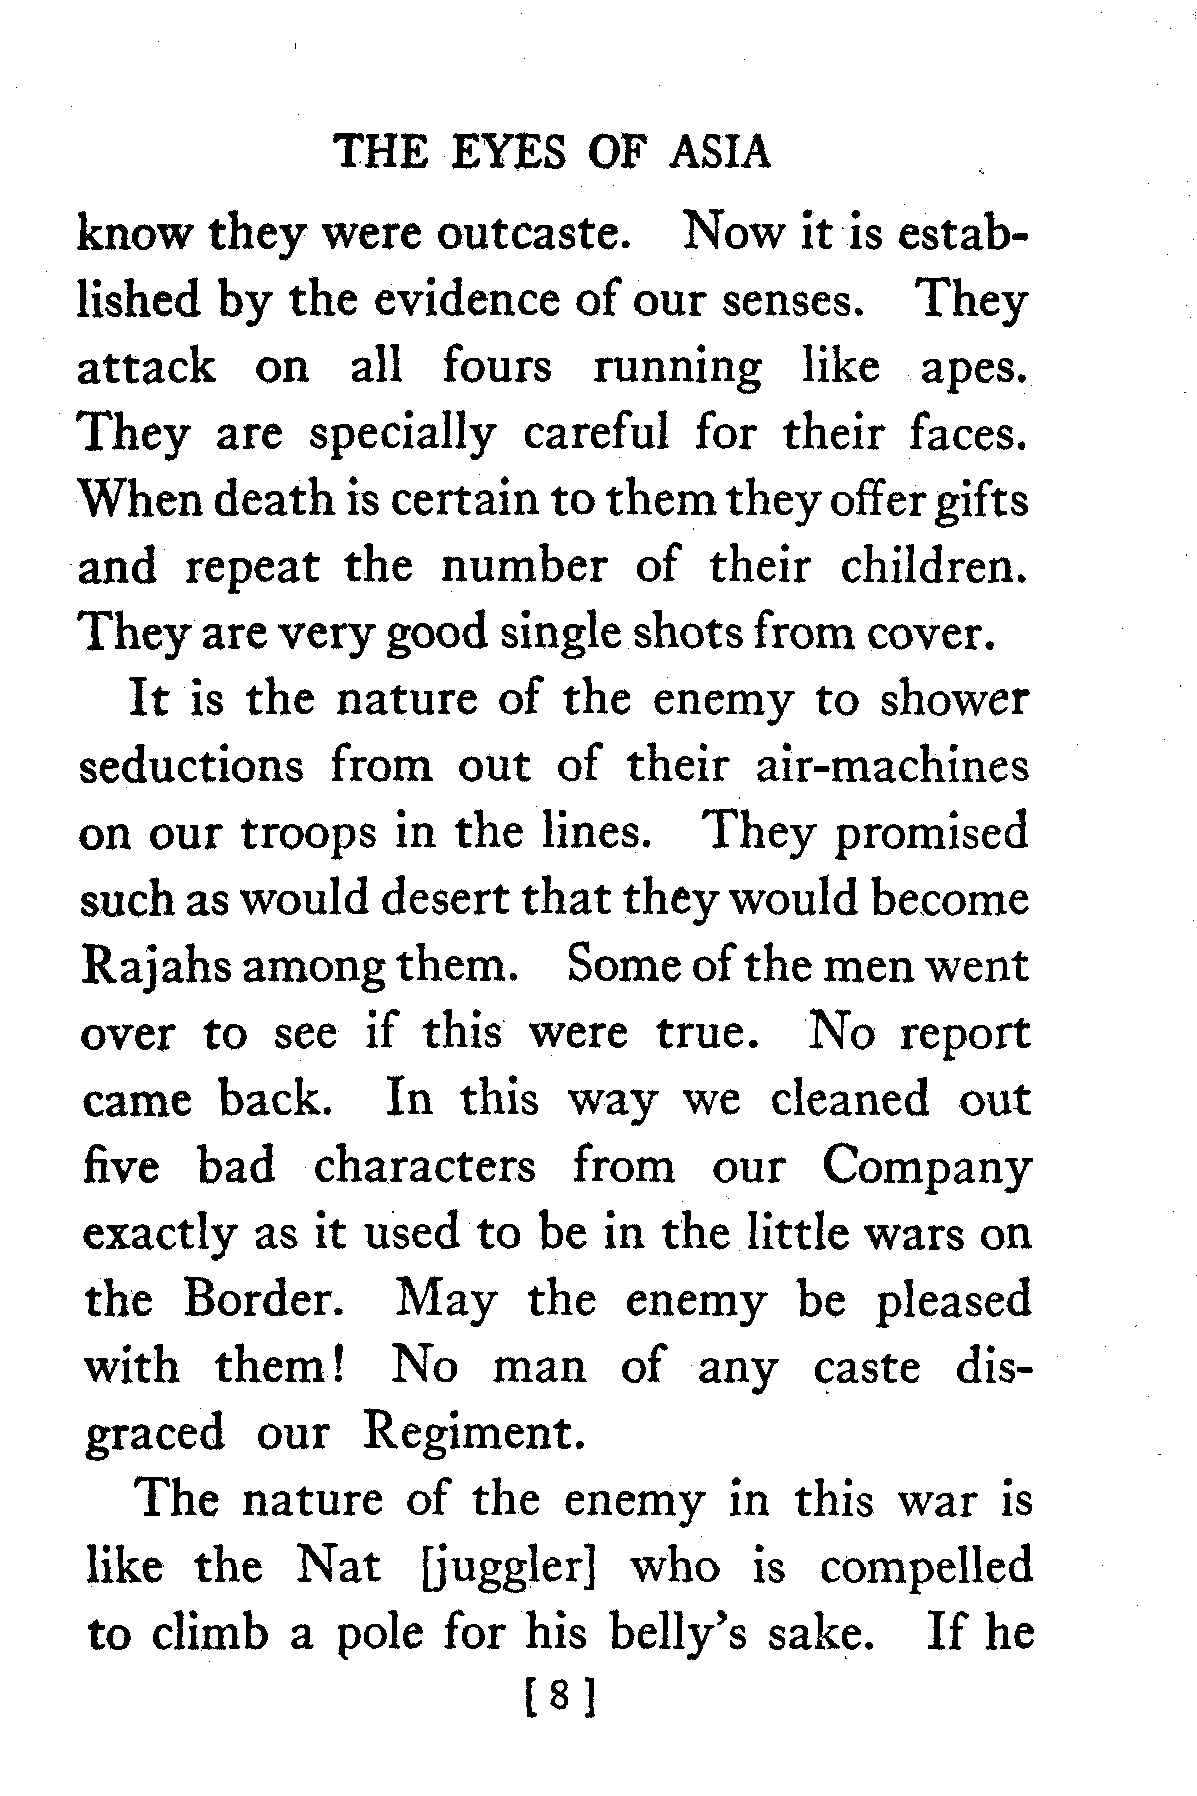 THE EYES OF ASIA
know they were outcaste. Now it is estab-
lished by the evidence of our senses. They
attack on all fours running like apes.
They are specially careful for their faces.
When death is certain to them they offer gifts
and repeat the number of their children.
They are very good single shots from cover.
It is the nature of the enemy to shower
seductions from out of their air-machines
on our troops in the lines. They promised
such as would desert that they would become
Rajahs among them. Some of the men went
over to see if this were true. No report
came back. In this way we cleaned out
five bad characters from our Company
exactly as it used to be in the little wars on
the Border. May the enemy be pleased
with them! No man of any caste dis-
graced our Regiment.
The nature of the enemy in this war is
like the Nat [juggler] who is compelled
to climb a pole for his belly's sake. If he
[ 8 ]